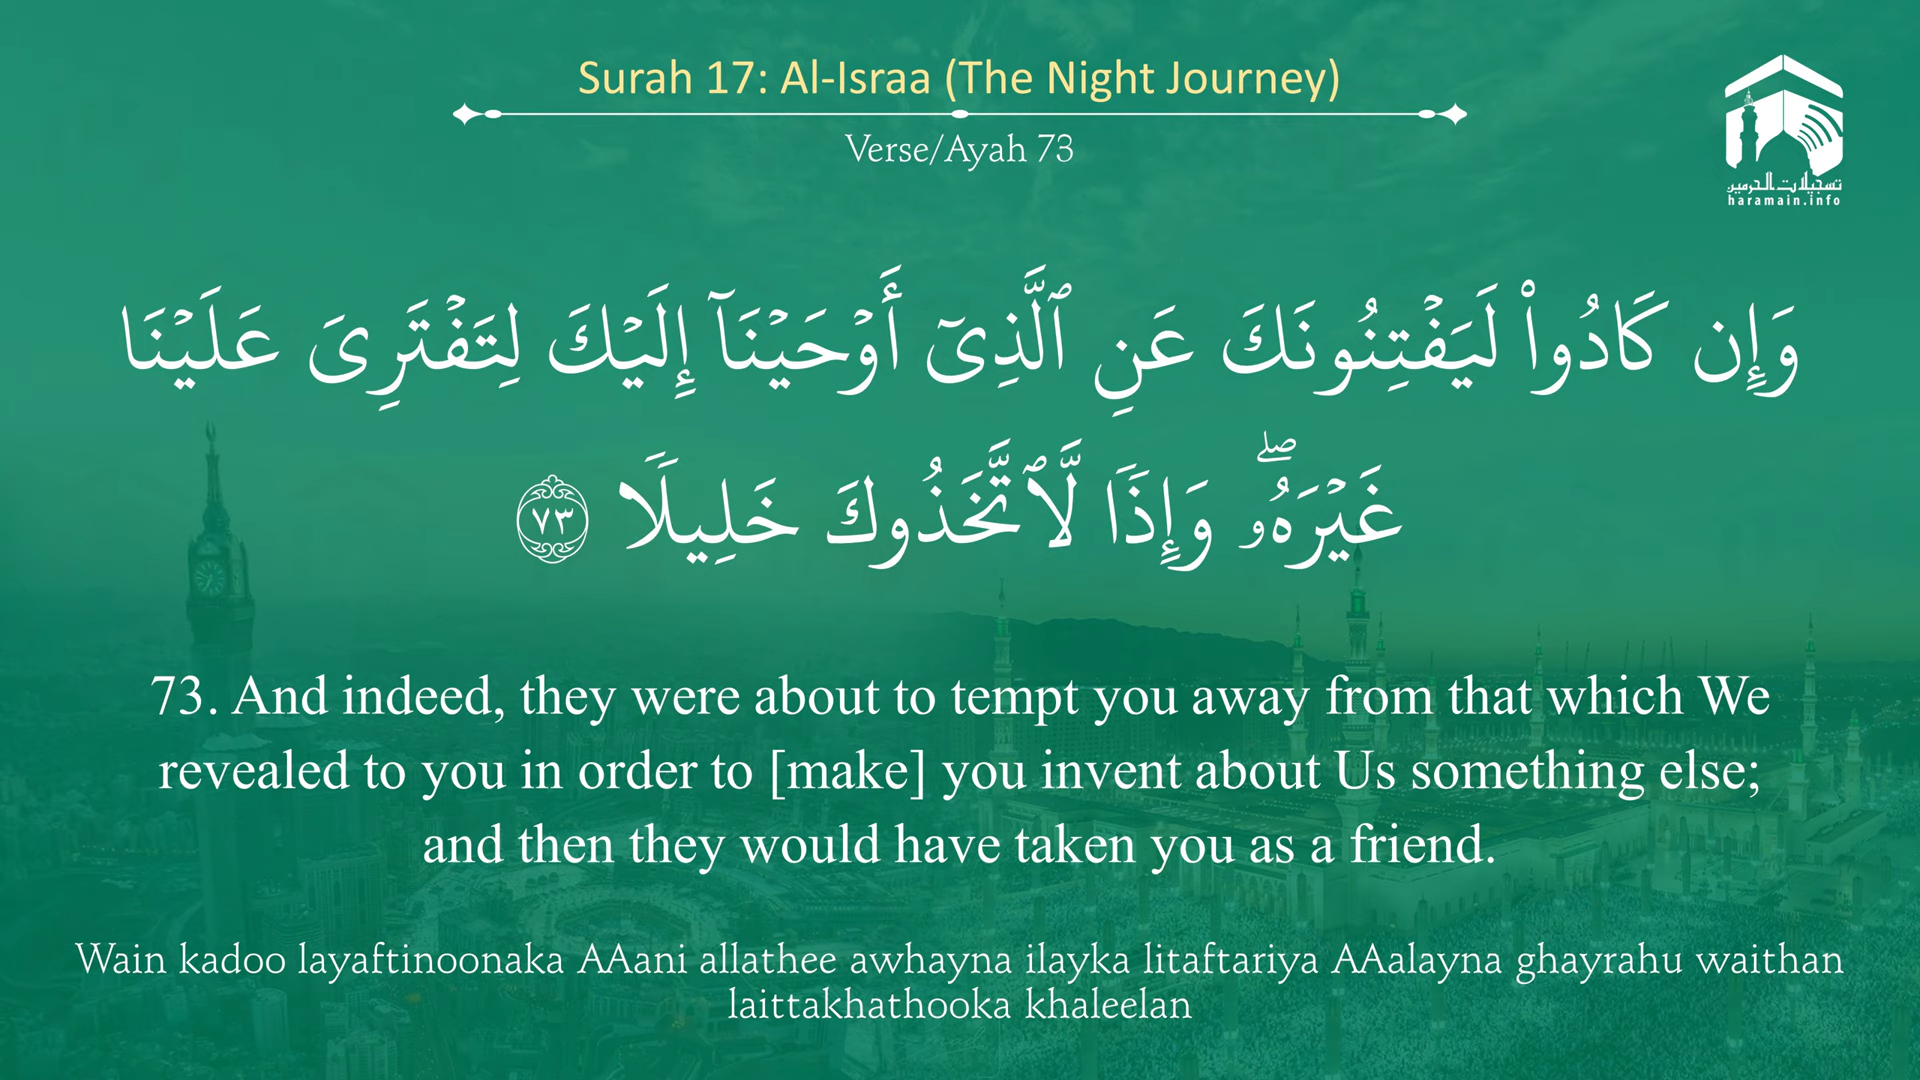 Surah 17: Al-Israa (The Night Journey)
Verse/Ayah 73
تسجيلات الحرمين
haramain.info
وَإِن كَادُوا۟ لَيَفْتِنُونَكَ عَنِ ٱلَّذِىٓ أَوْحَيْنَآ إِلَيْكَ لِتَفْتَرِىَ عَلَيْنَا
غَيْرَهُۥ ۖ وَإِذًا لَّٱتَّخَذُوكَ خَلِيلًا ٧٣
73. And indeed, they were about to tempt you away from that which We
revealed to you in order to [make] you invent about Us something else;
and then they would have taken you as a friend.
Wain kadoo layaftinoonaka AAani allathee awhayna ilayka litaftariya AAalayna ghayrahu waithan
laittakhathooka khaleelan